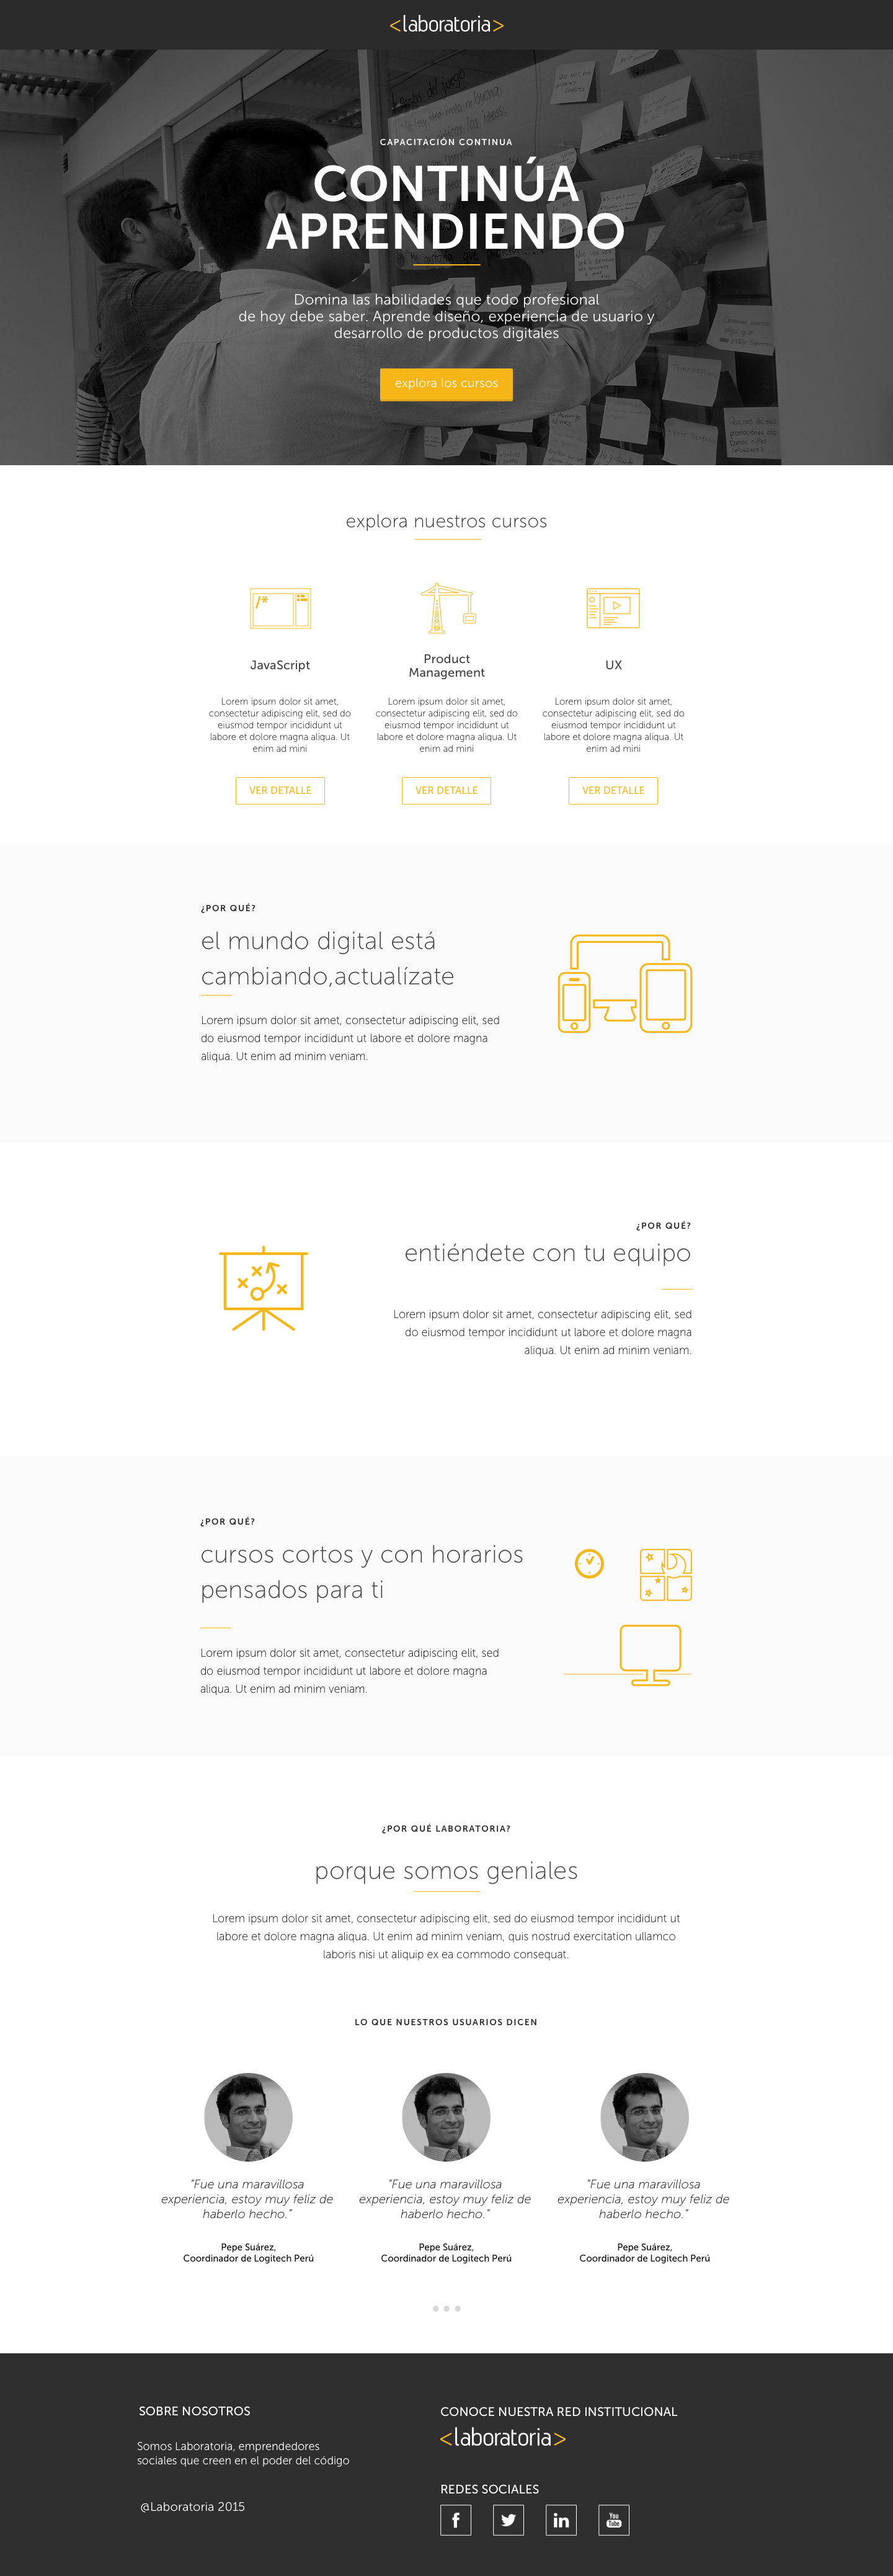 <laboratoria>
CAPACITACIÓN CONTINUA
CONTINÚA
APRENDIENDO
Domina las habilidades que todo profesional
de hoy debe saber. Aprende diseño, experiencia de usuario y
desarrollo de productos digitales
explora los cursos
explora nuestros cursos
/*
JavaScript
Lorem ipsum dolor sit amet,
consectetur adipiscing elit, sed do
eiusmod tempor incididunt ut
labore et dolore magna aliqua. Ut
enim ad mini
VER DETALLE
Product
Management
Lorem ipsum dolor sit amet,
consectetur adipiscing elit, sed do
eiusmod tempor incididunt ut
labore et dolore magna aliqua. Ut
enim ad mini
VER DETALLE
UX
Lorem ipsum dolor sit amet,
consectetur adipiscing elit, sed do
eiusmod tempor incididunt ut
labore et dolore magna aliqua. Ut
enim ad mini
VER DETALLE
¿POR QUÉ?
el mundo digital está
cambiando,actualízate
Lorem ipsum dolor sit amet, consectetur adipiscing elit, sed
do eiusmod tempor incididunt ut labore et dolore magna
aliqua. Ut enim ad minim veniam.
¿POR QUÉ?
entiéndete con tu equipo
Lorem ipsum dolor sit amet, consectetur adipiscing elit, sed
do eiusmod tempor incididunt ut labore et dolore magna
aliqua. Ut enim ad minim veniam.
¿POR QUÉ?
cursos cortos y con horarios
pensados para ti
Lorem ipsum dolor sit amet, consectetur adipiscing elit, sed
do eiusmod tempor incididunt ut labore et dolore magna
aliqua. Ut enim ad minim veniam.
¿POR QUÉ LABORATORIA?
porque somos geniales
Lorem ipsum dolor sit amet, consectetur adipiscing elit, sed do eiusmod tempor incididunt ut
labore et dolore magna aliqua. Ut enim ad minim veniam, quis nostrud exercitation ullamco
laboris nisi ut aliquip ex ea commodo consequat.
LO QUE NUESTROS USUARIOS DICEN
"Fue una maravillosa
experiencia, estoy muy feliz de
haberlo hecho."
Pepe Suárez,
Coordinador de Logitech Perú
"Fue una maravillosa
experiencia, estoy muy feliz de
haberlo hecho."
Pepe Suárez,
Coordinador de Logitech Perú
"Fue una maravillosa
experiencia, estoy muy feliz de
haberlo hecho."
Pepe Suárez,
Coordinador de Logitech Perú
SOBRE NOSOTROS
Somos Laboratoria, emprendedores
sociales que creen en el poder del código
@Laboratoria 2015
CONOCE NUESTRA RED INSTITUCIONAL
<laboratoria>
REDES SOCIALES
f
in
You
Tube